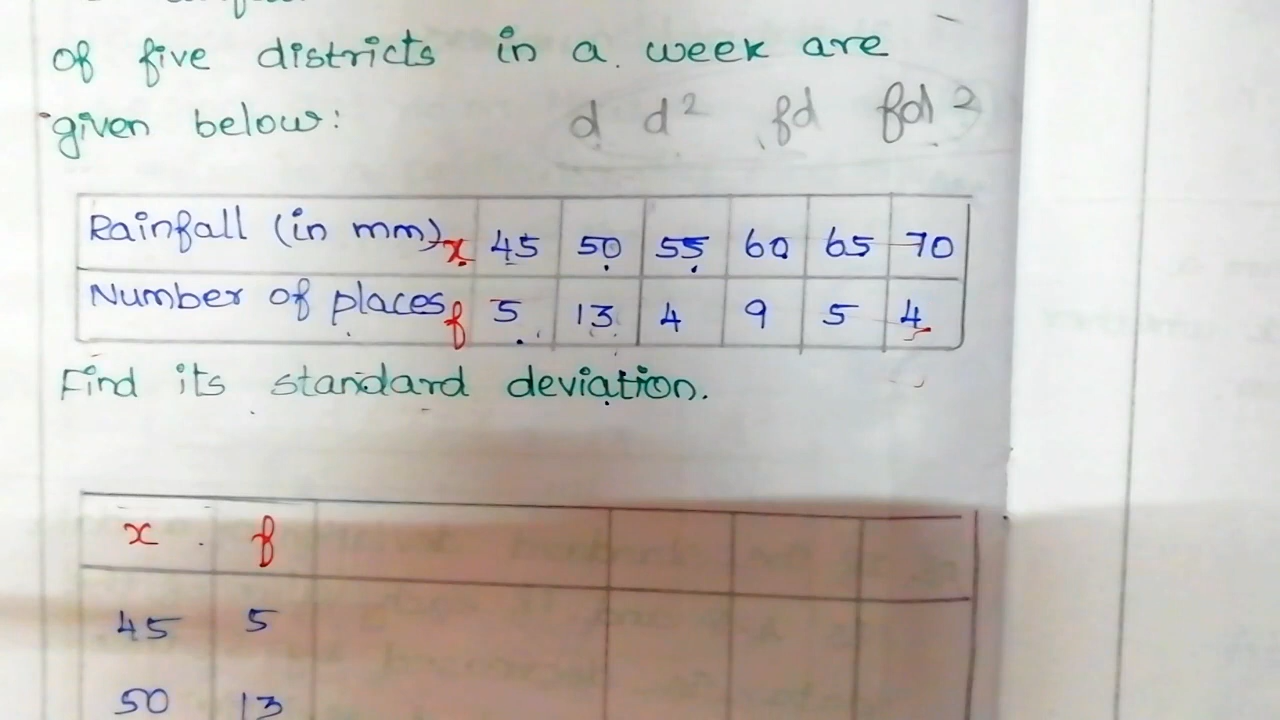 of five districts in a week are
given below:
d d² fd fd²
Rainfall (in mm) x 45 50 55 60 65 70
Number of places f 5 13 4 9 5 4
Find its standard deviation.
x f
45 5
50 13